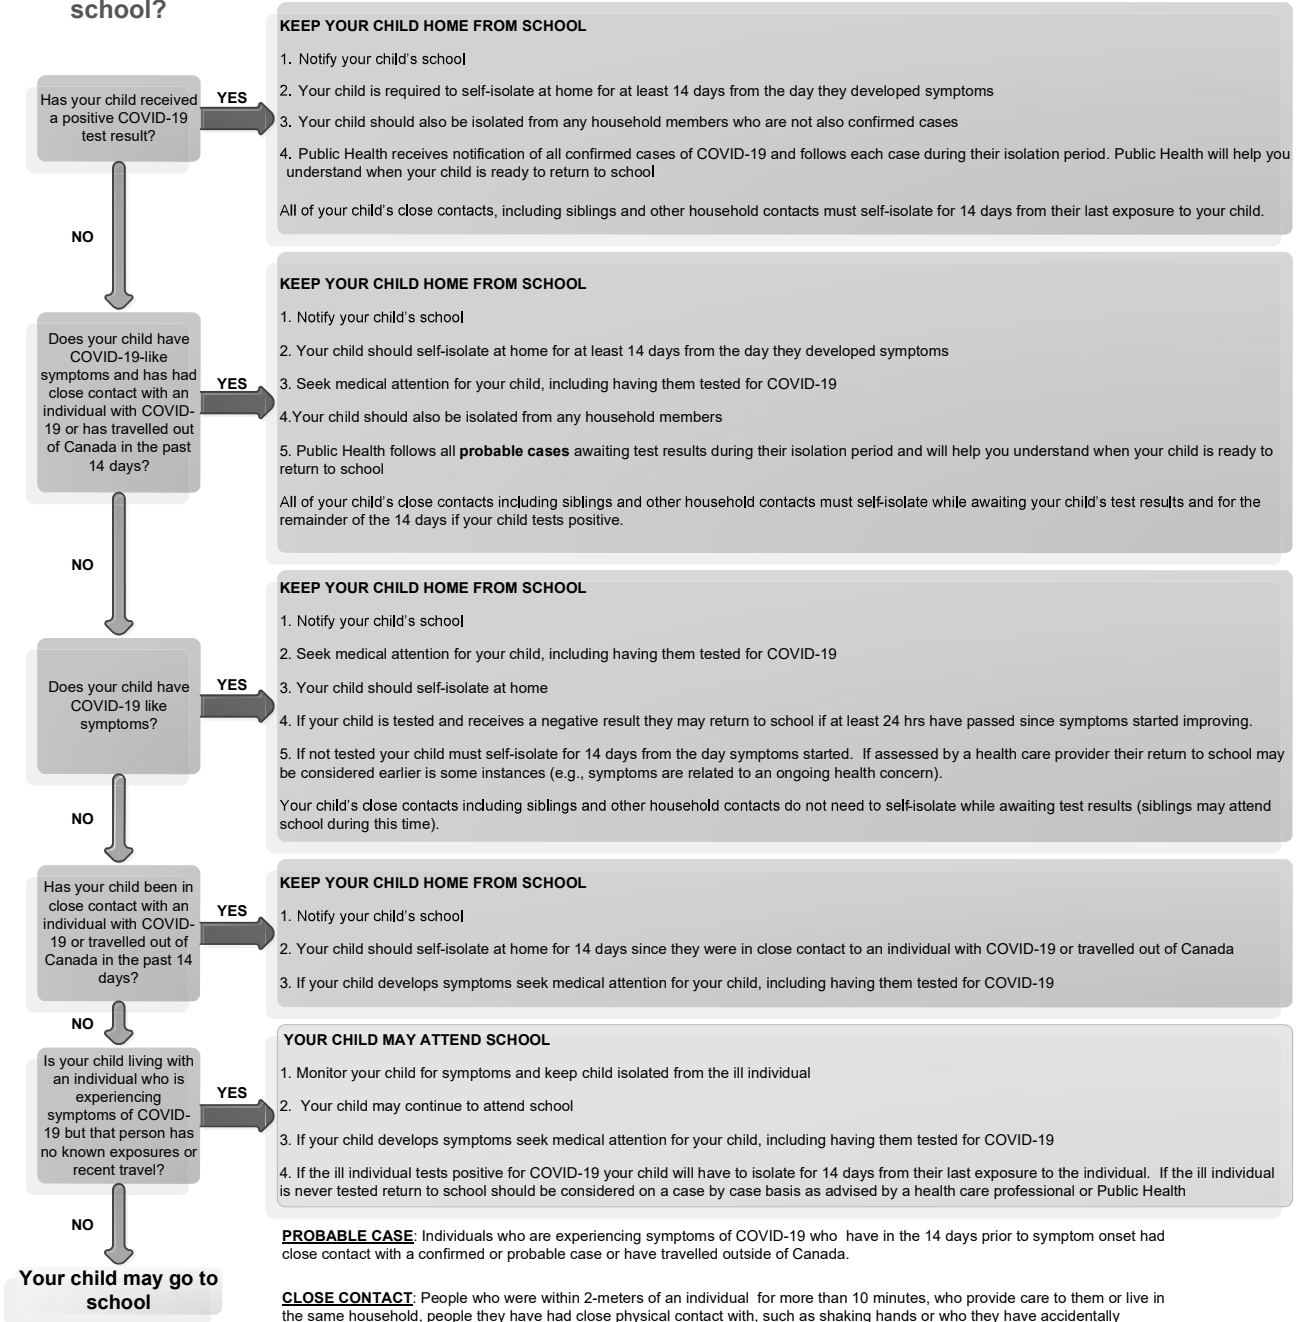 school?
KEEP YOUR CHILD HOME FROM SCHOOL
1. Notify your child's school
2. Your child is required to self-isolate at home for at least 14 days from the day they developed symptoms
3. Your child should also be isolated from any household members who are not also confirmed cases
4. Public Health receives notification of all confirmed cases of COVID-19 and follows each case during their isolation period. Public Health will help you
understand when your child is ready to return to school
All of your child's close contacts, including siblings and other household contacts must self-isolate for 14 days from their last exposure to your child.
Has your child received
a positive COVID-19
test result?
YES
NO
KEEP YOUR CHILD HOME FROM SCHOOL
1. Notify your child's school
2. Your child should self-isolate at home for at least 14 days from the day they developed symptoms
3. Seek medical attention for your child, including having them tested for COVID-19
4.Your child should also be isolated from any household members
5. Public Health follows all probable cases awaiting test results during their isolation period and will help you understand when your child is ready to
return to school
All of your child's close contacts including siblings and other household contacts must self-isolate while awaiting your child's test results and for the
remainder of the 14 days if your child tests positive.
Does your child have
COVID-19-like
symptoms and has had
close contact with an
individual with COVID-
19 or has travelled out
of Canada in the past
14 days?
YES
NO
KEEP YOUR CHILD HOME FROM SCHOOL
1. Notify your child's school
2. Seek medical attention for your child, including having them tested for COVID-19
3. Your child should self-isolate at home
4. If your child is tested and receives a negative result they may return to school if at least 24 hrs have passed since symptoms started improving.
5. If not tested your child must self-isolate for 14 days from the day symptoms started.  If assessed by a health care provider their return to school may
be considered earlier is some instances (e.g., symptoms are related to an ongoing health concern).
Your child's close contacts including siblings and other household contacts do not need to self-isolate while awaiting test results (siblings may attend
school during this time).
Does your child have
COVID-19 like
symptoms?
YES
NO
KEEP YOUR CHILD HOME FROM SCHOOL
1. Notify your child's school
2. Your child should self-isolate at home for 14 days since they were in close contact to an individual with COVID-19 or travelled out of Canada
3. If your child develops symptoms seek medical attention for your child, including having them tested for COVID-19
Has your child been in
close contact with an
individual with COVID-
19 or travelled out of
Canada in the past 14
days?
YES
NO
YOUR CHILD MAY ATTEND SCHOOL
1. Monitor your child for symptoms and keep child isolated from the ill individual
2.  Your child may continue to attend school
3. If your child develops symptoms seek medical attention for your child, including having them tested for COVID-19
4. If the ill individual tests positive for COVID-19 your child will have to isolate for 14 days from their last exposure to the individual.  If the ill individual
is never tested return to school should be considered on a case by case basis as advised by a health care professional or Public Health
Is your child living with
an individual who is
experiencing
symptoms of COVID-
19 but that person has
no known exposures or
recent travel?
YES
NO
Your child may go to
school
PROBABLE CASE: Individuals who are experiencing symptoms of COVID-19 who  have in the 14 days prior to symptom onset had
close contact with a confirmed or probable case or have travelled outside of Canada.
CLOSE CONTACT: People who were within 2-meters of an individual  for more than 10 minutes, who provide care to them or live in
the same household, people they have had close physical contact with, such as shaking hands or who they have accidentally